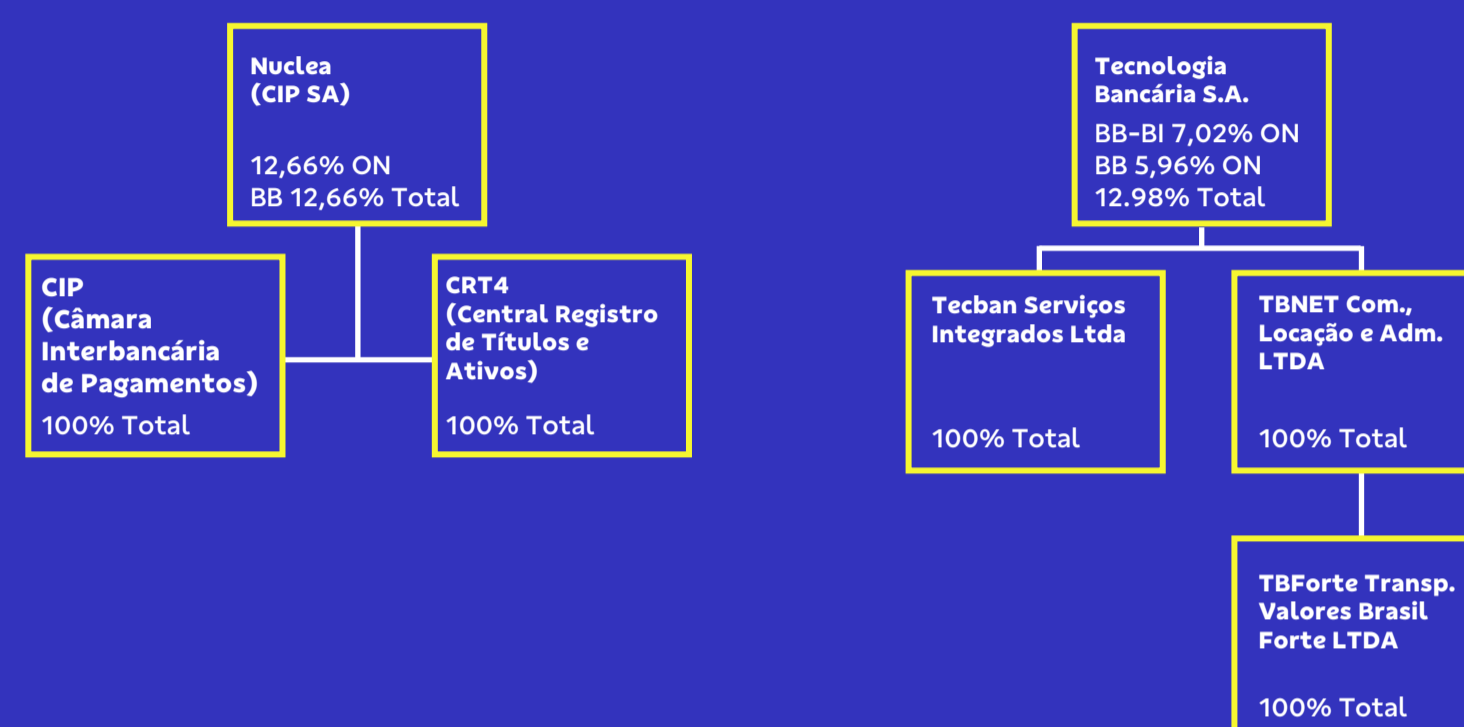 Nuclea
(CIP SA)
12,66% ON
BB 12,66% Total
CIP
(Câmara
Interbancária
de Pagamentos)
100% Total
CRT4
(Central Registro
de Títulos e
Ativos)
100% Total
Tecnologia
Bancária S.A.
BB-BI 7,02% ON
BB 5,96% ON
12.98% Total
Tecban Serviços
Integrados Ltda
100% Total
TBNET Com.,
Locação e Adm.
LTDA
100% Total
TBForte Transp.
Valores Brasil
Forte LTDA
100% Total